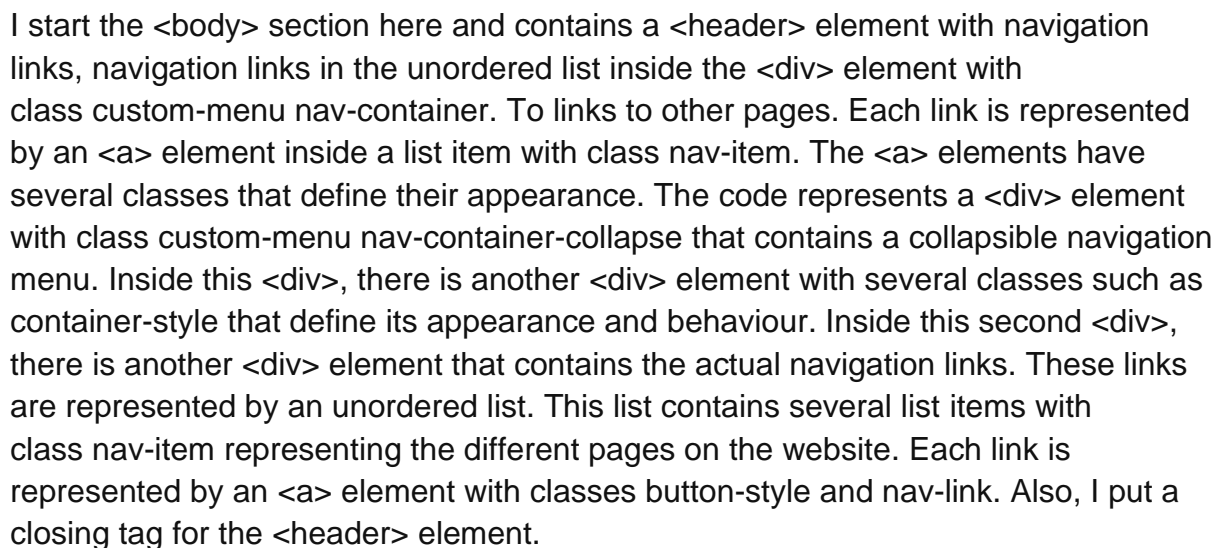 I start the <body> section here and contains a <header> element with navigation
links, navigation links in the unordered list inside the <div> element with
class custom-menu nav-container. To links to other pages. Each link is represented
by an <a> element inside a list item with class nav-item. The <a> elements have
several classes that define their appearance. The code represents a <div> element
with class custom-menu nav-container-collapse that contains a collapsible navigation
menu. Inside this <div>, there is another <div> element with several classes such as
container-style that define its appearance and behaviour. Inside this second <div>,
there is another <div> element that contains the actual navigation links. These links
are represented by an unordered list. This list contains several list items with
class nav-item representing the different pages on the website. Each link is
represented by an <a> element with classes button-style and nav-link. Also, I put a
closing tag for the <header> element.